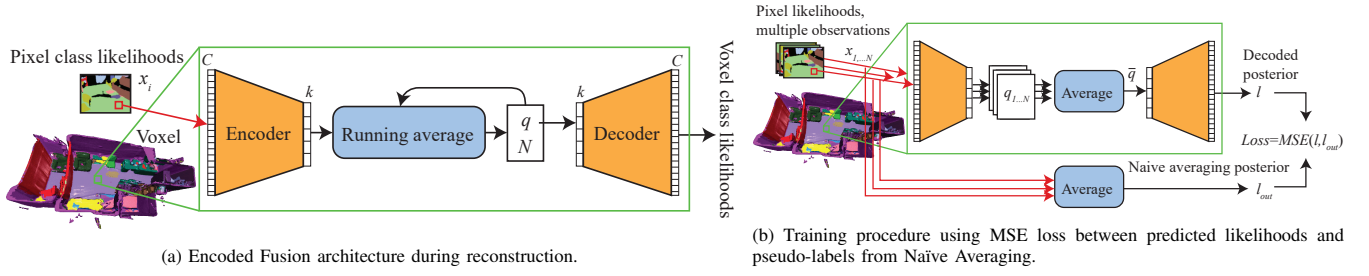 Pixel class likelihoods
x_i
C
k
Encoder
Voxel
Running average
q
N
k
C
Decoder
Voxel class likelihoods
(a) Encoded Fusion architecture during reconstruction.
Pixel likelihoods,
multiple observations
x_1,...N
q_1...N
Average
q̄
Decoded
posterior
l
Loss=MSE(l,l_out)
Average
Naive averaging posterior
l_out
(b) Training procedure using MSE loss between predicted likelihoods and
pseudo-labels from Naïve Averaging.